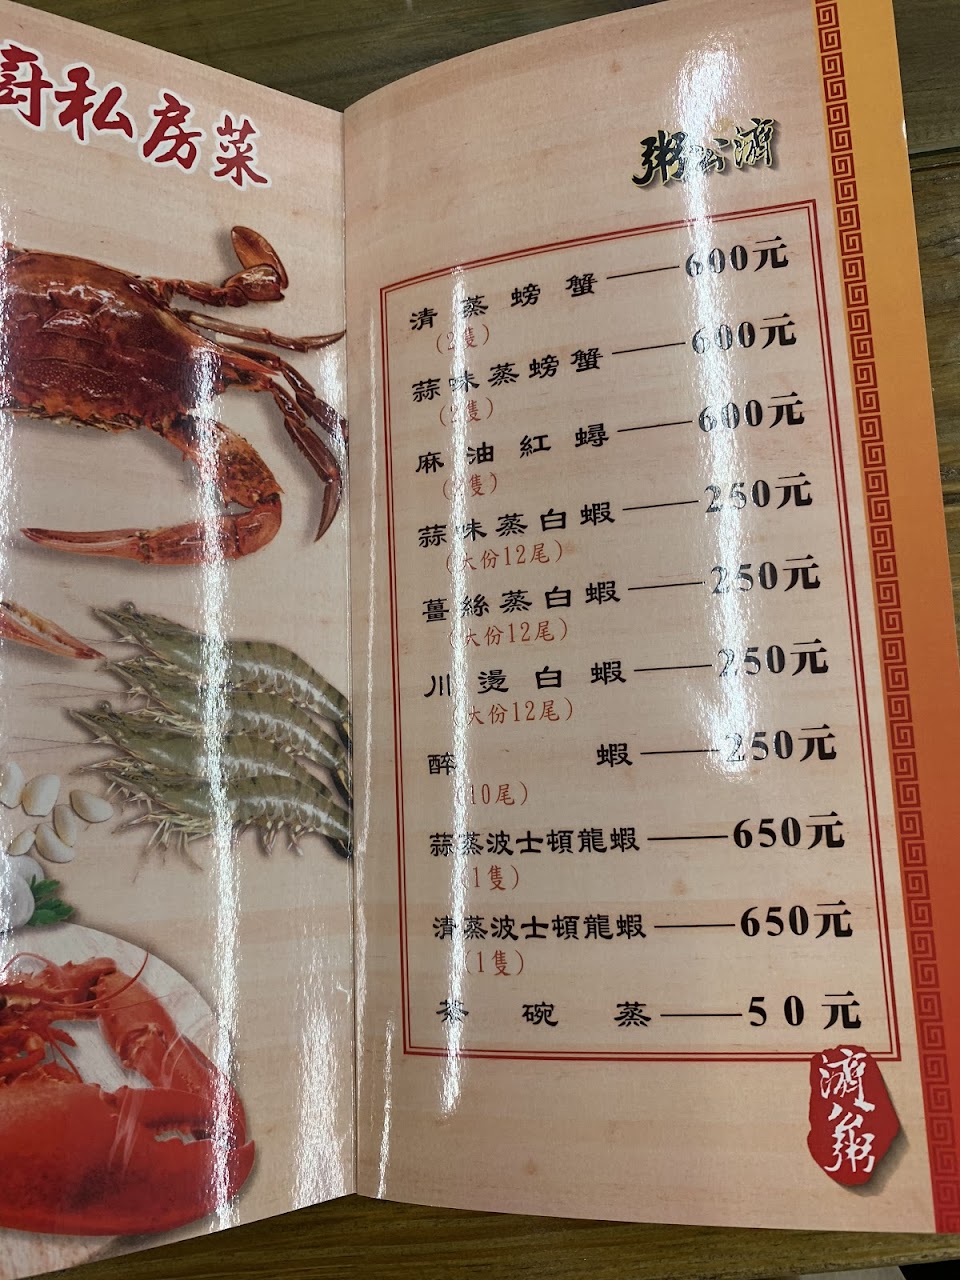 廚私房菜
粥公濟
清蒸螃蟹——600元
(2隻)
蒜味蒸螃蟹——600元
(2隻)
麻油紅蟳——600元
(2隻)
蒜味蒸白蝦——250元
(大份12尾)
薑絲蒸白蝦——250元
(大份12尾)
川燙白蝦——250元
(大份12尾)
醉蝦——250元
(10尾)
蒜蒸波士頓龍蝦——650元
(1隻)
清蒸波士頓龍蝦——650元
(1隻)
茶碗蒸——50元
濟公粥